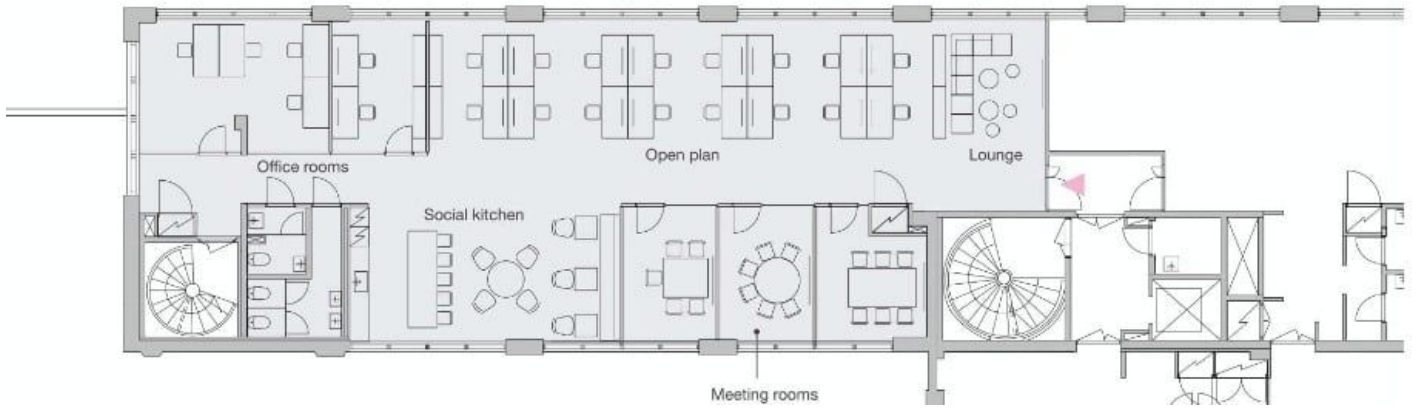 Open plan
Lounge
Office rooms
Social kitchen
Meeting rooms